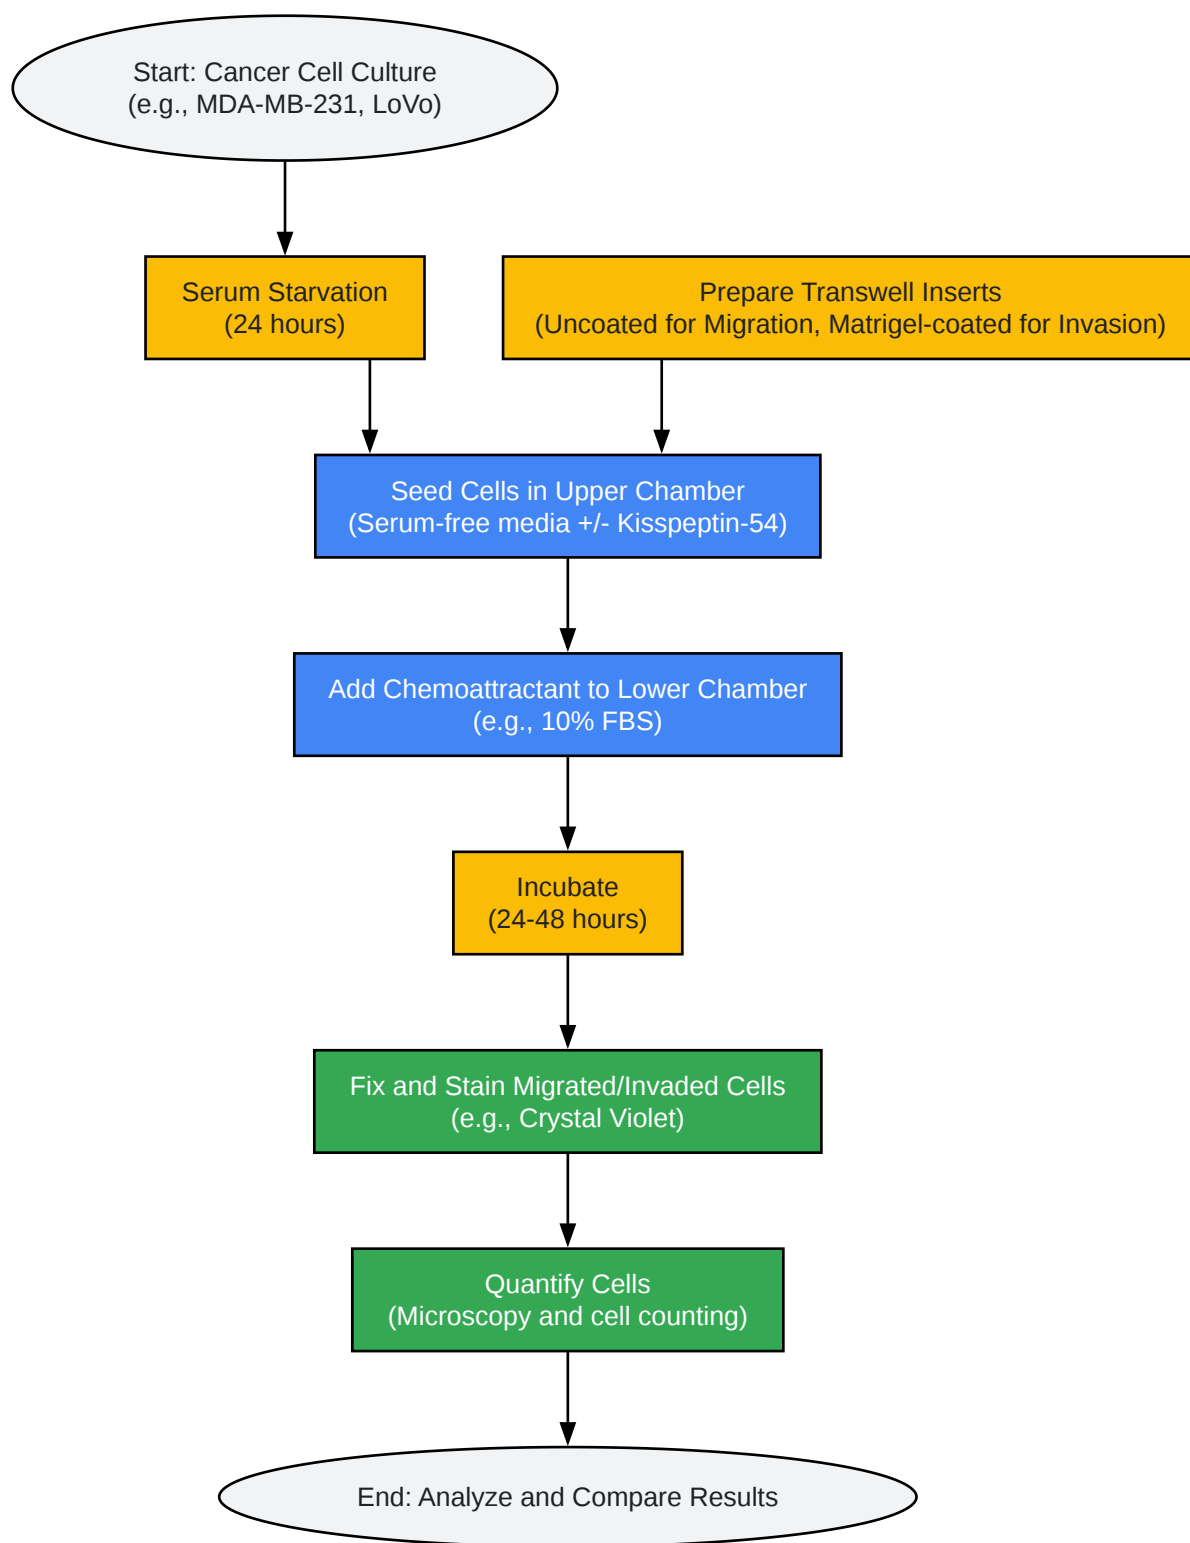 Start: Cancer Cell Culture
(e.g., MDA-MB-231, LoVo)
Serum Starvation
(24 hours)
Prepare Transwell Inserts
(Uncoated for Migration, Matrigel-coated for Invasion)
Seed Cells in Upper Chamber
(Serum-free media +/- Kisspeptin-54)
Add Chemoattractant to Lower Chamber
(e.g., 10% FBS)
Incubate
(24-48 hours)
Fix and Stain Migrated/Invaded Cells
(e.g., Crystal Violet)
Quantify Cells
(Microscopy and cell counting)
End: Analyze and Compare Results